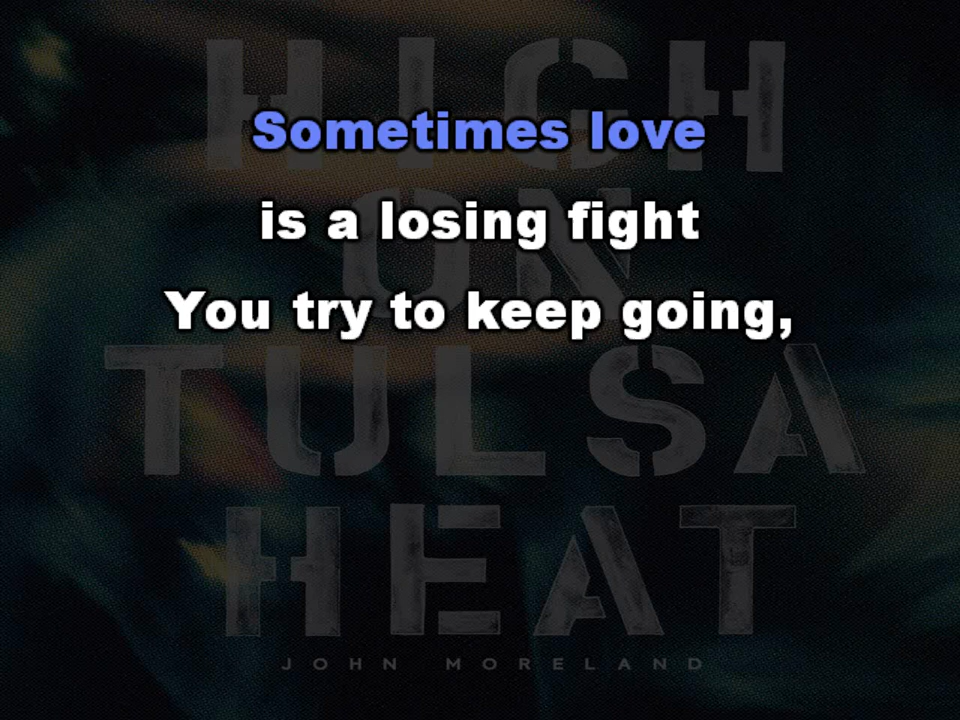 HIGH
Sometimes love
is a losing fight
ON
You try to keep going,
TULSA
HEAT
JOHN MORELAND